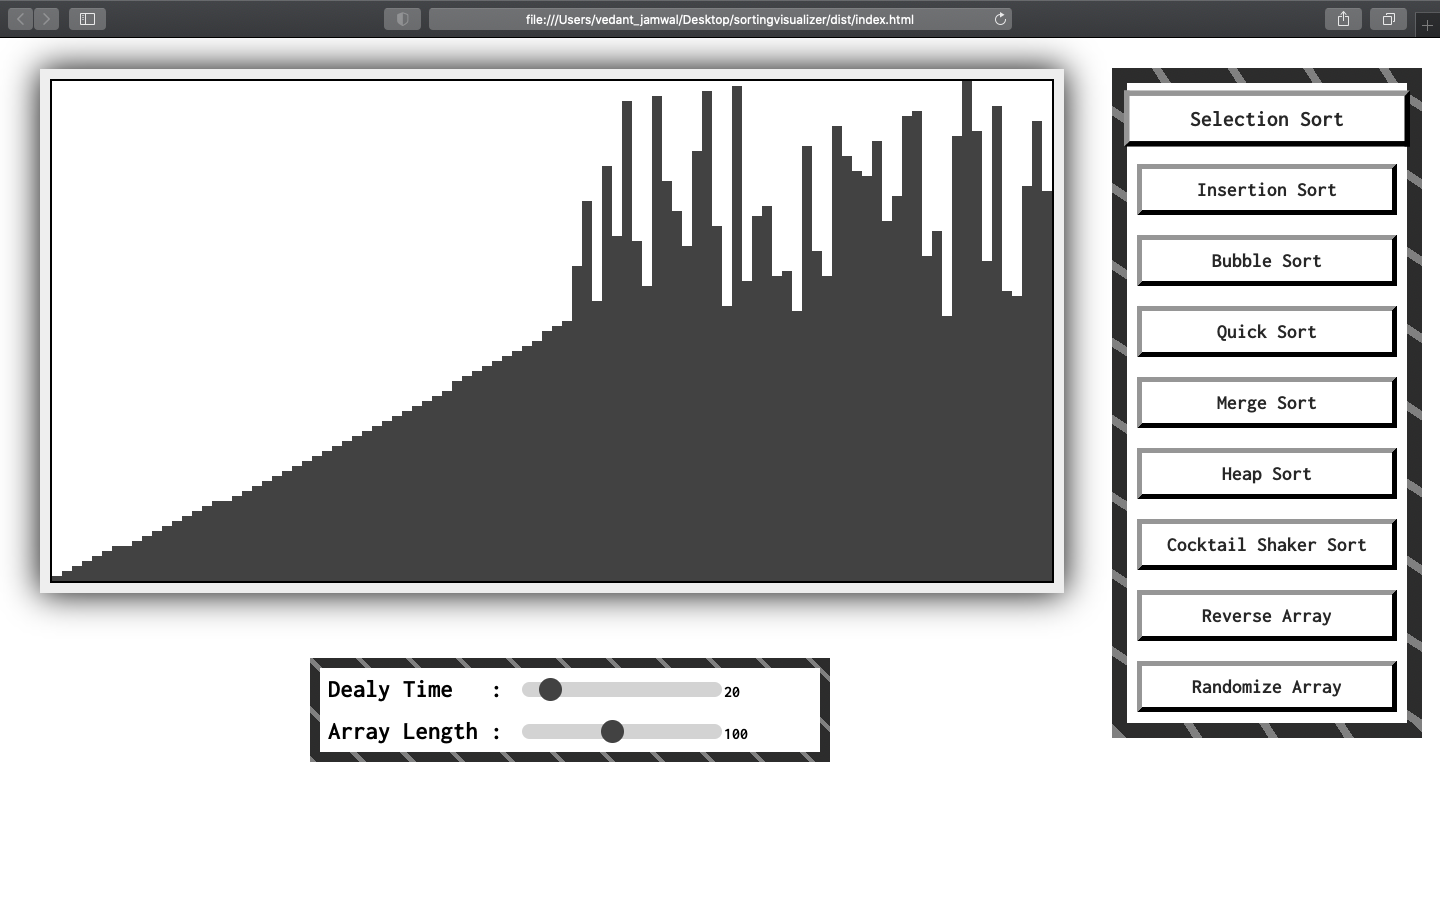 file:///Users/vedant_jamwal/Desktop/sortingvisualizer/dist/index.html
Selection Sort
Insertion Sort
Bubble Sort
Quick Sort
Merge Sort
Heap Sort
Cocktail Shaker Sort
Reverse Array
Randomize Array
Dealy Time : 20
Array Length : 100